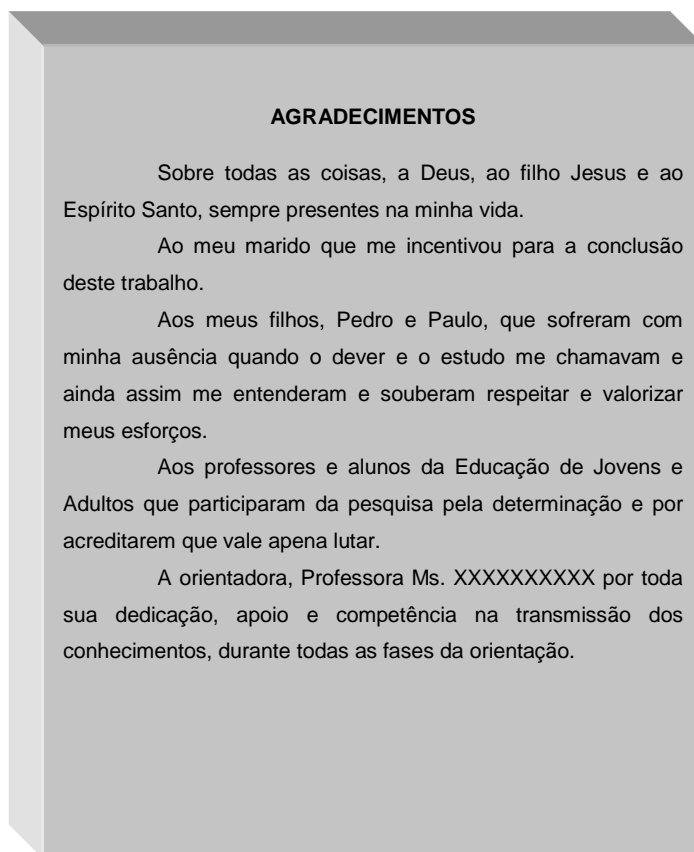 AGRADECIMENTOS
Sobre todas as coisas, a Deus, ao filho Jesus e ao
Espírito Santo, sempre presentes na minha vida.
Ao meu marido que me incentivou para a conclusão
deste trabalho.
Aos meus filhos, Pedro e Paulo, que sofreram com
minha ausência quando o dever e o estudo me chamavam e
ainda assim me entenderam e souberam respeitar e valorizar
meus esforços.
Aos professores e alunos da Educação de Jovens e
Adultos que participaram da pesquisa pela determinação e por
acreditarem que vale apena lutar.
A orientadora, Professora Ms. XXXXXXXXXX por toda
sua dedicação, apoio e competência na transmissão dos
conhecimentos, durante todas as fases da orientação.